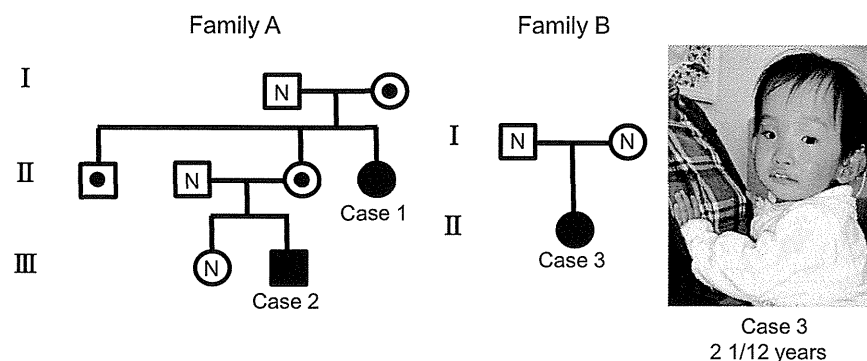 Family A
Family B
I
N
II
N
Case 1
III
N
Case 2
I
N
N
II
Case 3
Case 3
2 1/12 years